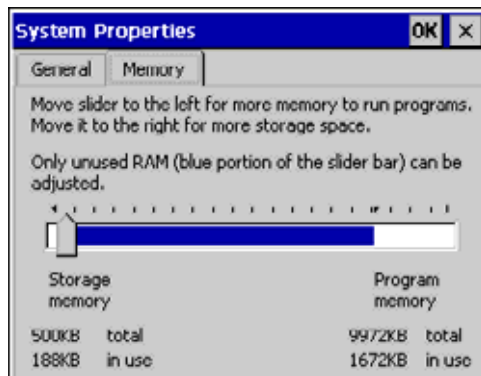 System Properties OK ×
General Memory
Move slider to the left for more memory to run programs.
Move it to the right for more storage space.
Only unused RAM (blue portion of the slider bar) can be
adjusted.
Storage Program
memory memory
500KB total 9972KB total
188KB in use 1672KB in use